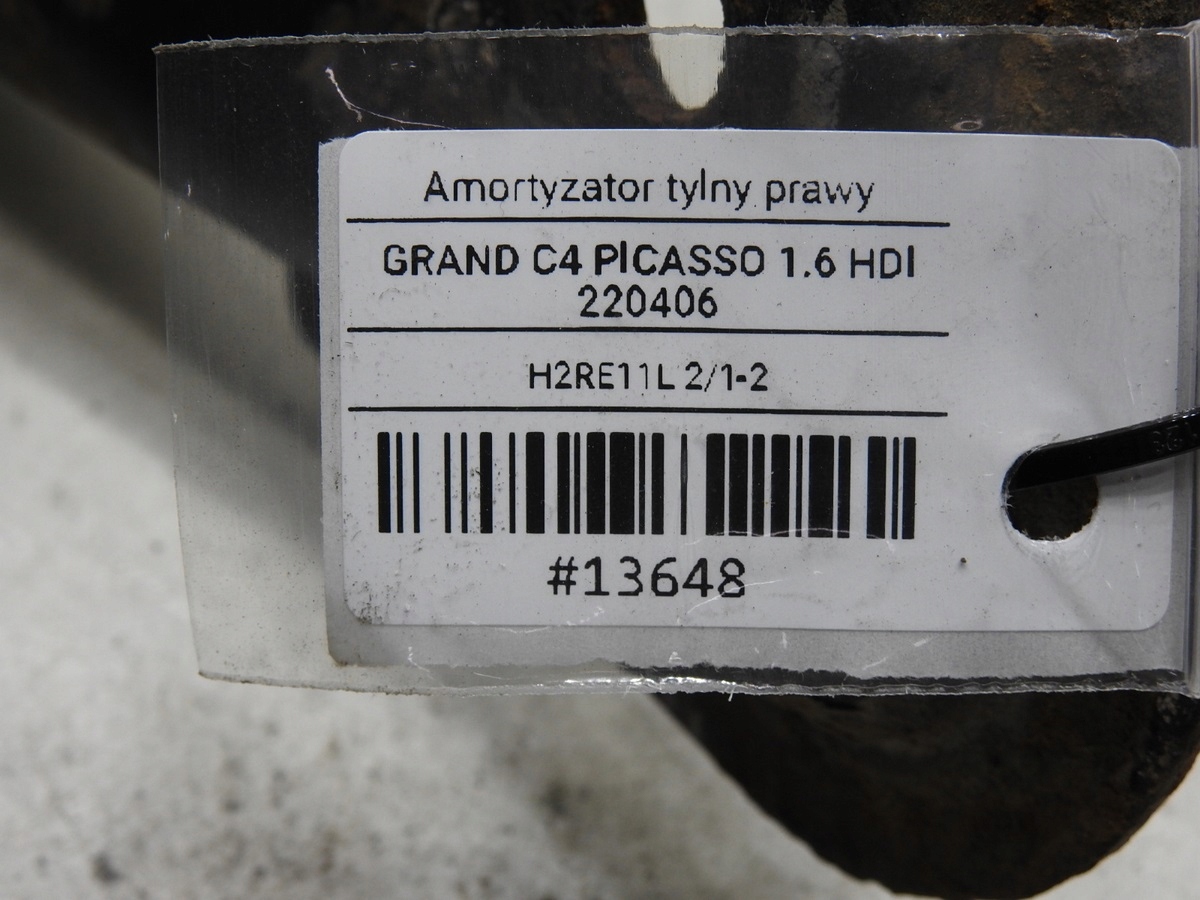 Amortyzator tylny prawy
GRAND C4 PICASSO 1.6 HDI
220406
H2RE11L 2/1-2
#13648